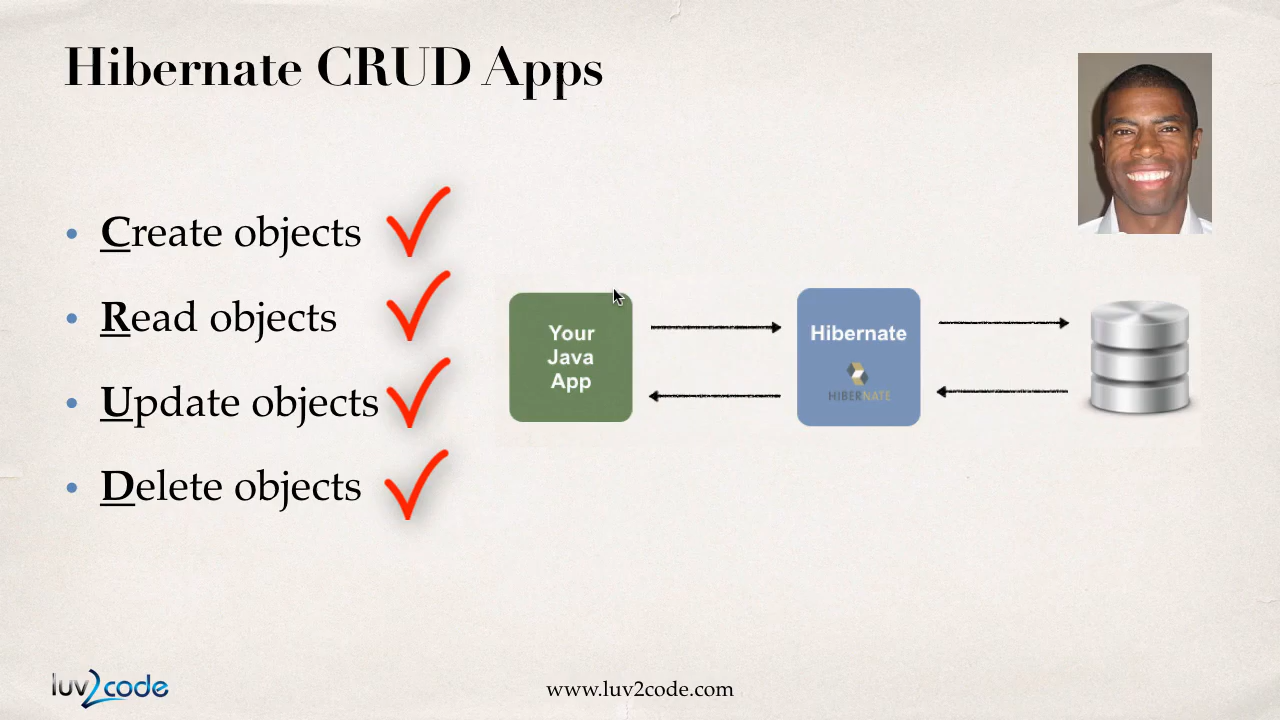 Hibernate CRUD Apps
Create objects
Read objects
Update objects
Delete objects
Your
Java
App
Hibernate
HIBERNATE
luv2code
www.luv2code.com